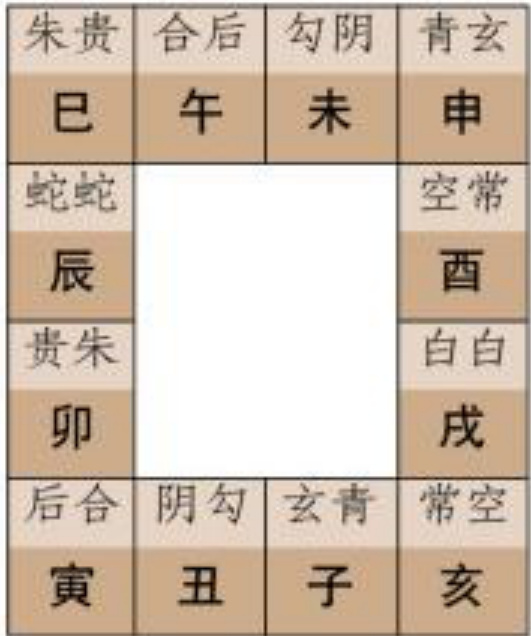 朱贵 合后 勾阴 青玄
巳 午 未 申
蛇蛇 空常
辰 酉
贵朱 白白
卯 戌
后合 阴勾 玄青 常空
寅 丑 子 亥